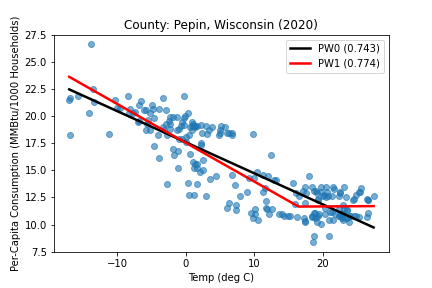 County: Pepin, Wisconsin (2020)
Per-Capita Consumption (MMBtu/1000 Households)
27.5
25.0
22.5
20.0
17.5
15.0
12.5
10.0
7.5
PW0 (0.743)
PW1 (0.774)
−10 0 10 20
Temp (deg C)